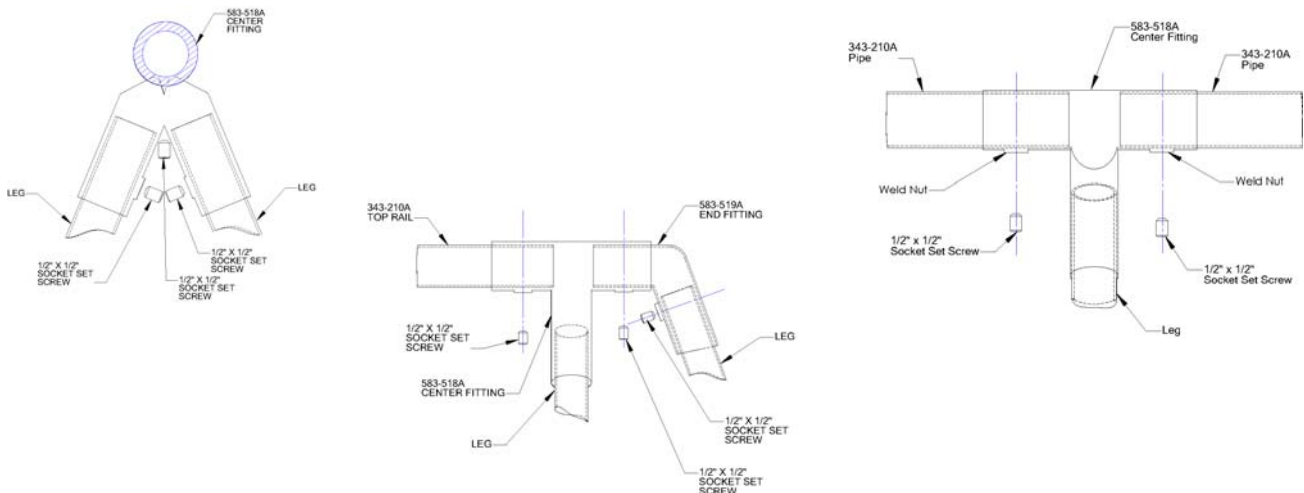 583-518A
CENTER
FITTING
LEG
LEG
1/2" X 1/2"
SOCKET SET
SCREW
1/2" X 1/2"
SOCKET SET
SCREW
1/2" X 1/2"
SOCKET SET
SCREW
343-210A
TOP RAIL
583-519A
END FITTING
1/2" X 1/2"
SOCKET SET
SCREW
LEG
583-518A
CENTER FITTING
LEG
1/2" X 1/2"
SOCKET SET
SCREW
1/2" X 1/2"
SOCKET SET
SCREW
583-518A
Center Fitting
343-210A
Pipe
343-210A
Pipe
Weld Nut
Weld Nut
1/2" x 1/2"
Socket Set Screw
1/2" x 1/2"
Socket Set Screw
Leg